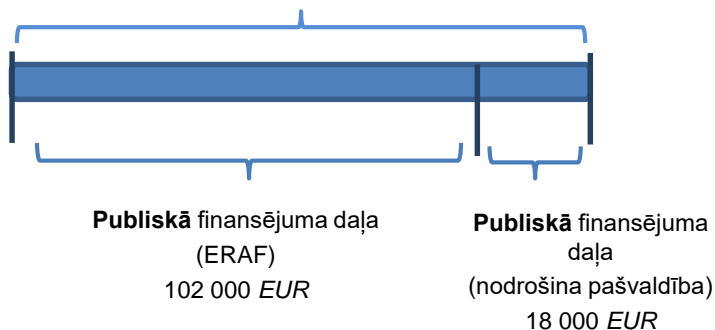 Publiskā finansējuma daļa
(ERAF)
102 000 EUR
Publiskā finansējuma
daļa
(nodrošina pašvaldība)
18 000 EUR